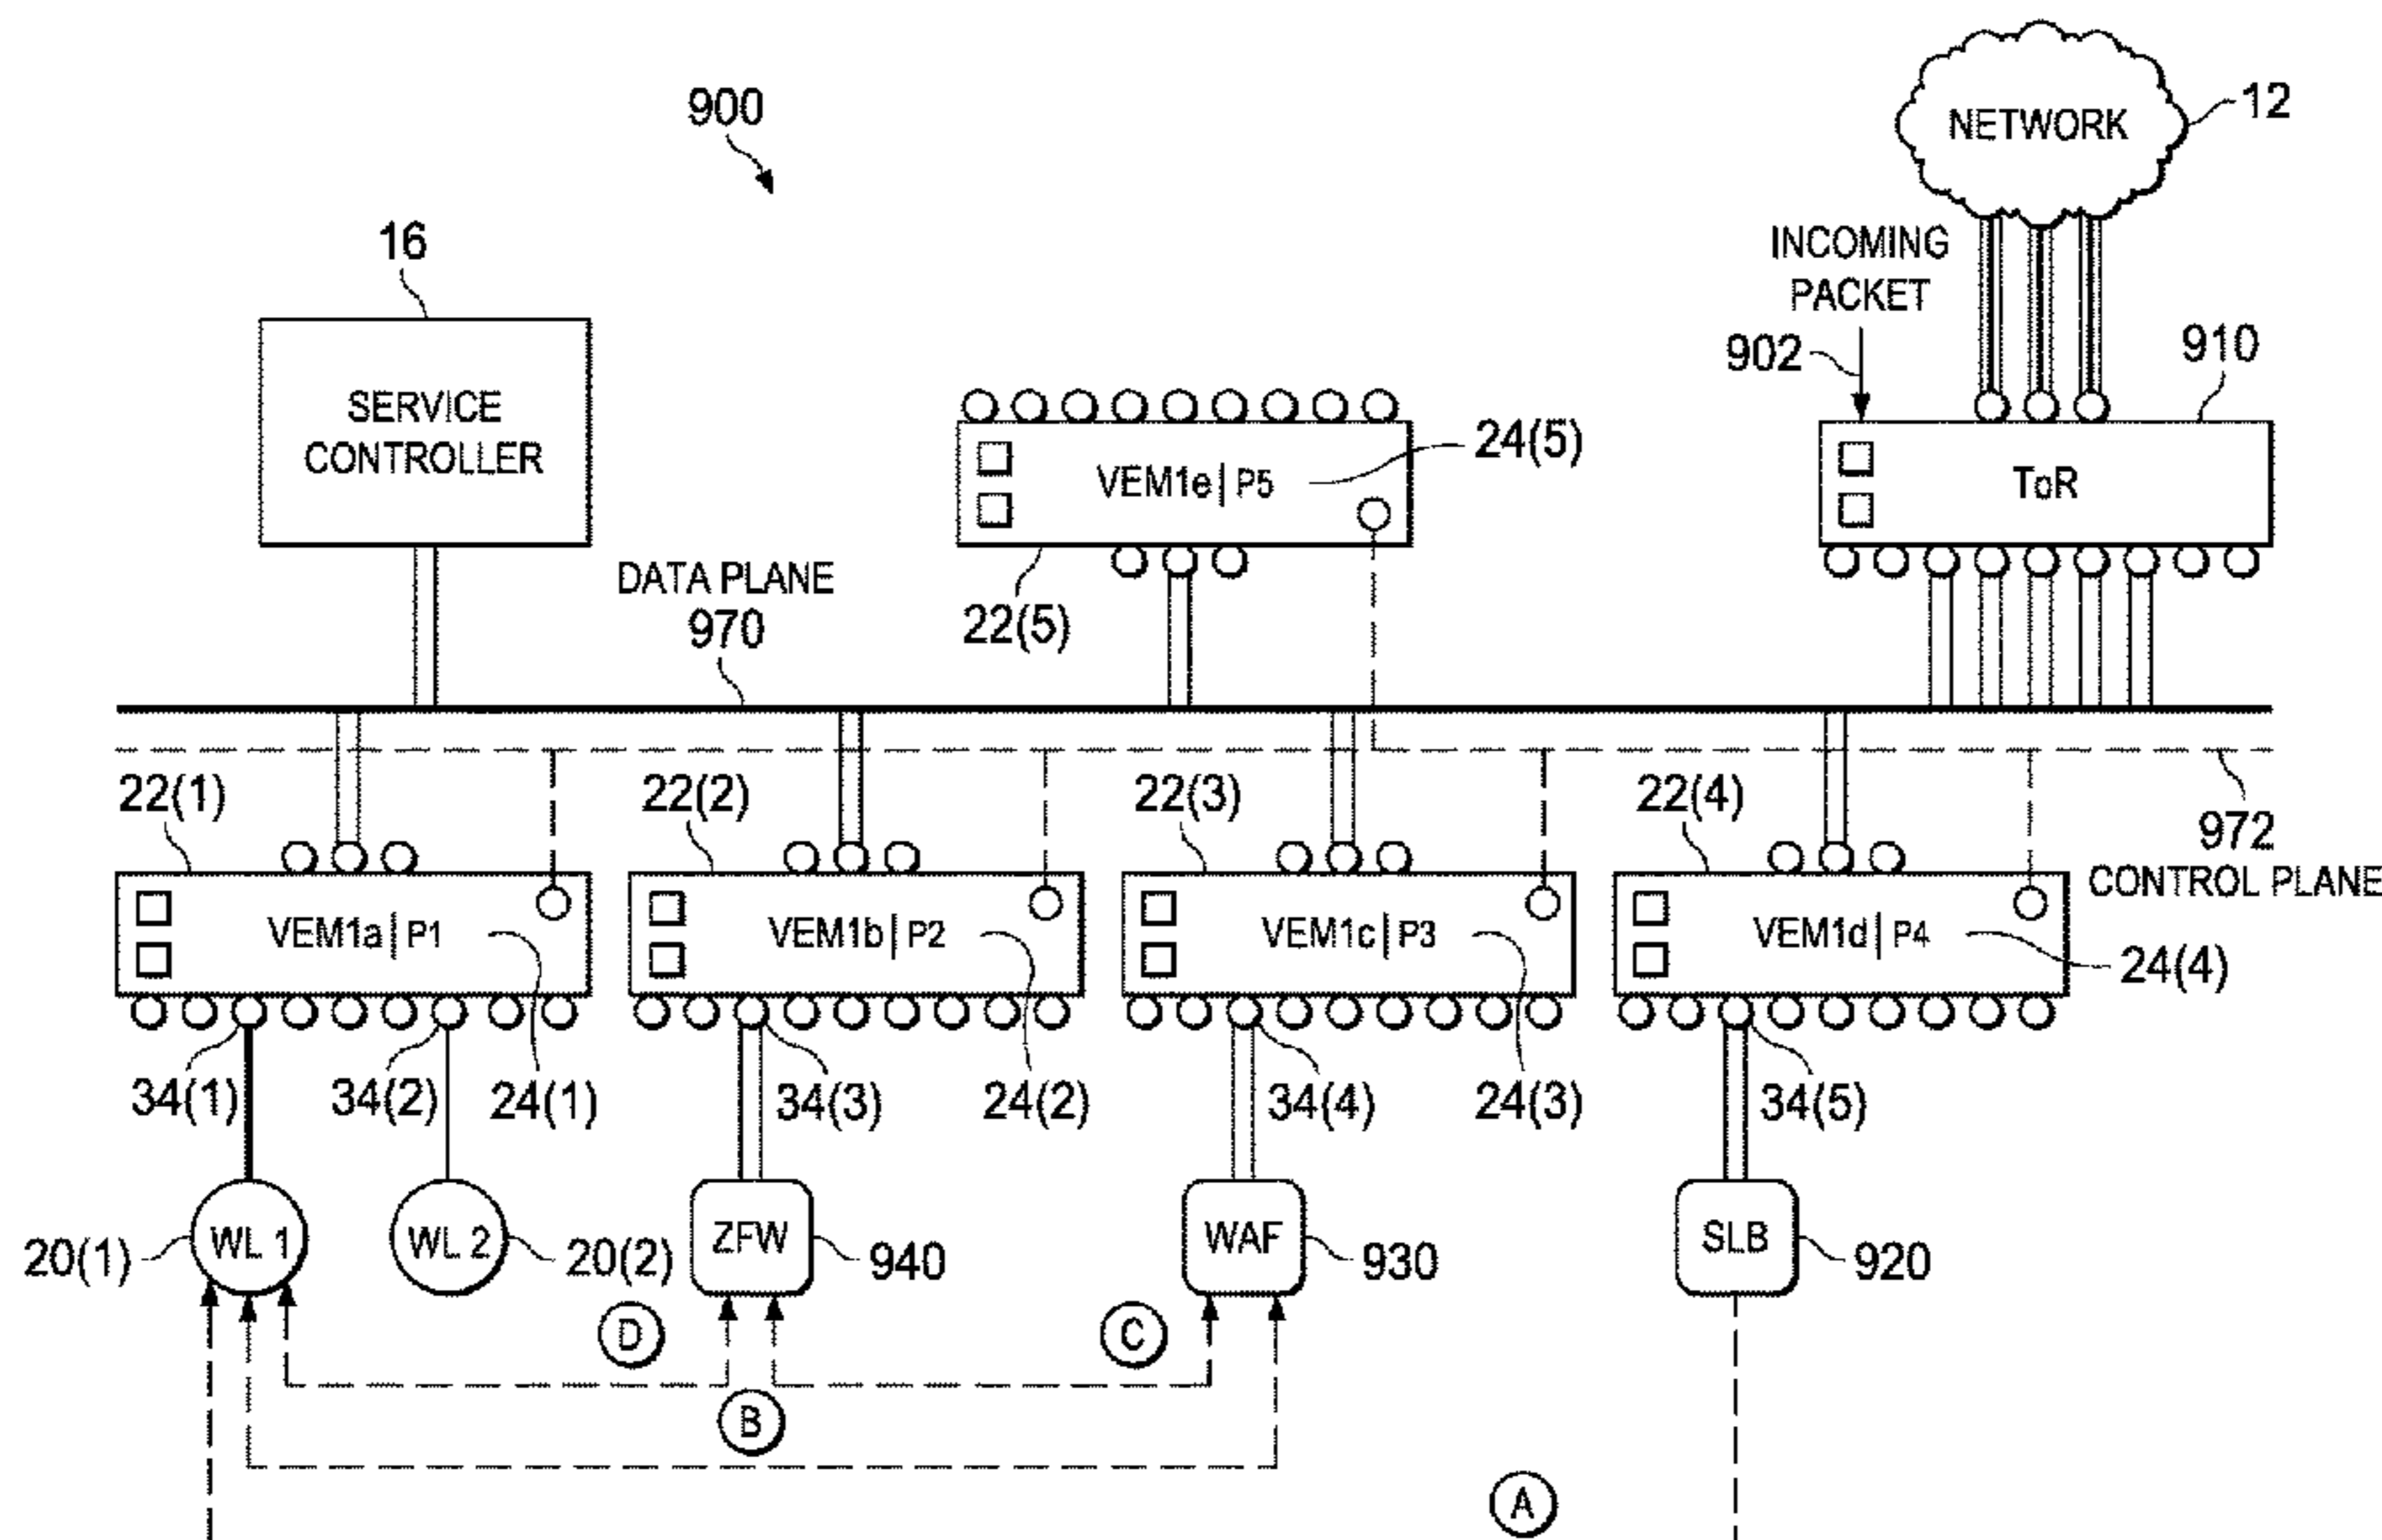 900
NETWORK
12
16
INCOMING
PACKET
902
910
SERVICE
CONTROLLER
VEM1e | P5
24(5)
ToR
DATA PLANE
970
22(5)
22(1)
22(2)
22(3)
22(4)
972
CONTROL PLANE
VEM1a | P1
VEM1b | P2
VEM1c | P3
VEM1d | P4
24(4)
34(1)
34(2)
24(1)
34(3)
24(2)
34(4)
24(3)
34(5)
WL 1
20(1)
WL 2
20(2)
ZFW
940
WAF
930
SLB
920
D
C
B
A